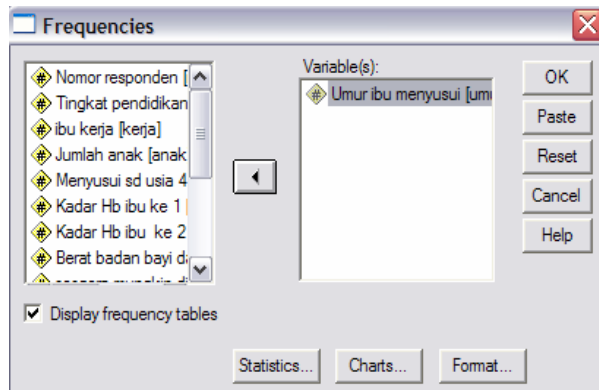 Frequencies
Nomor responden [
Tingkat pendidikan
ibu kerja [kerja]
Jumlah anak [anak
Menyusui sd usia 4
Kadar Hb ibu ke 1 [
Kadar Hb ibu ke 2
Berat badan bayi da
Display frequency tables
Variable(s):
Umur ibu menyusui [umu
OK
Paste
Reset
Cancel
Help
Statistics...
Charts...
Format...